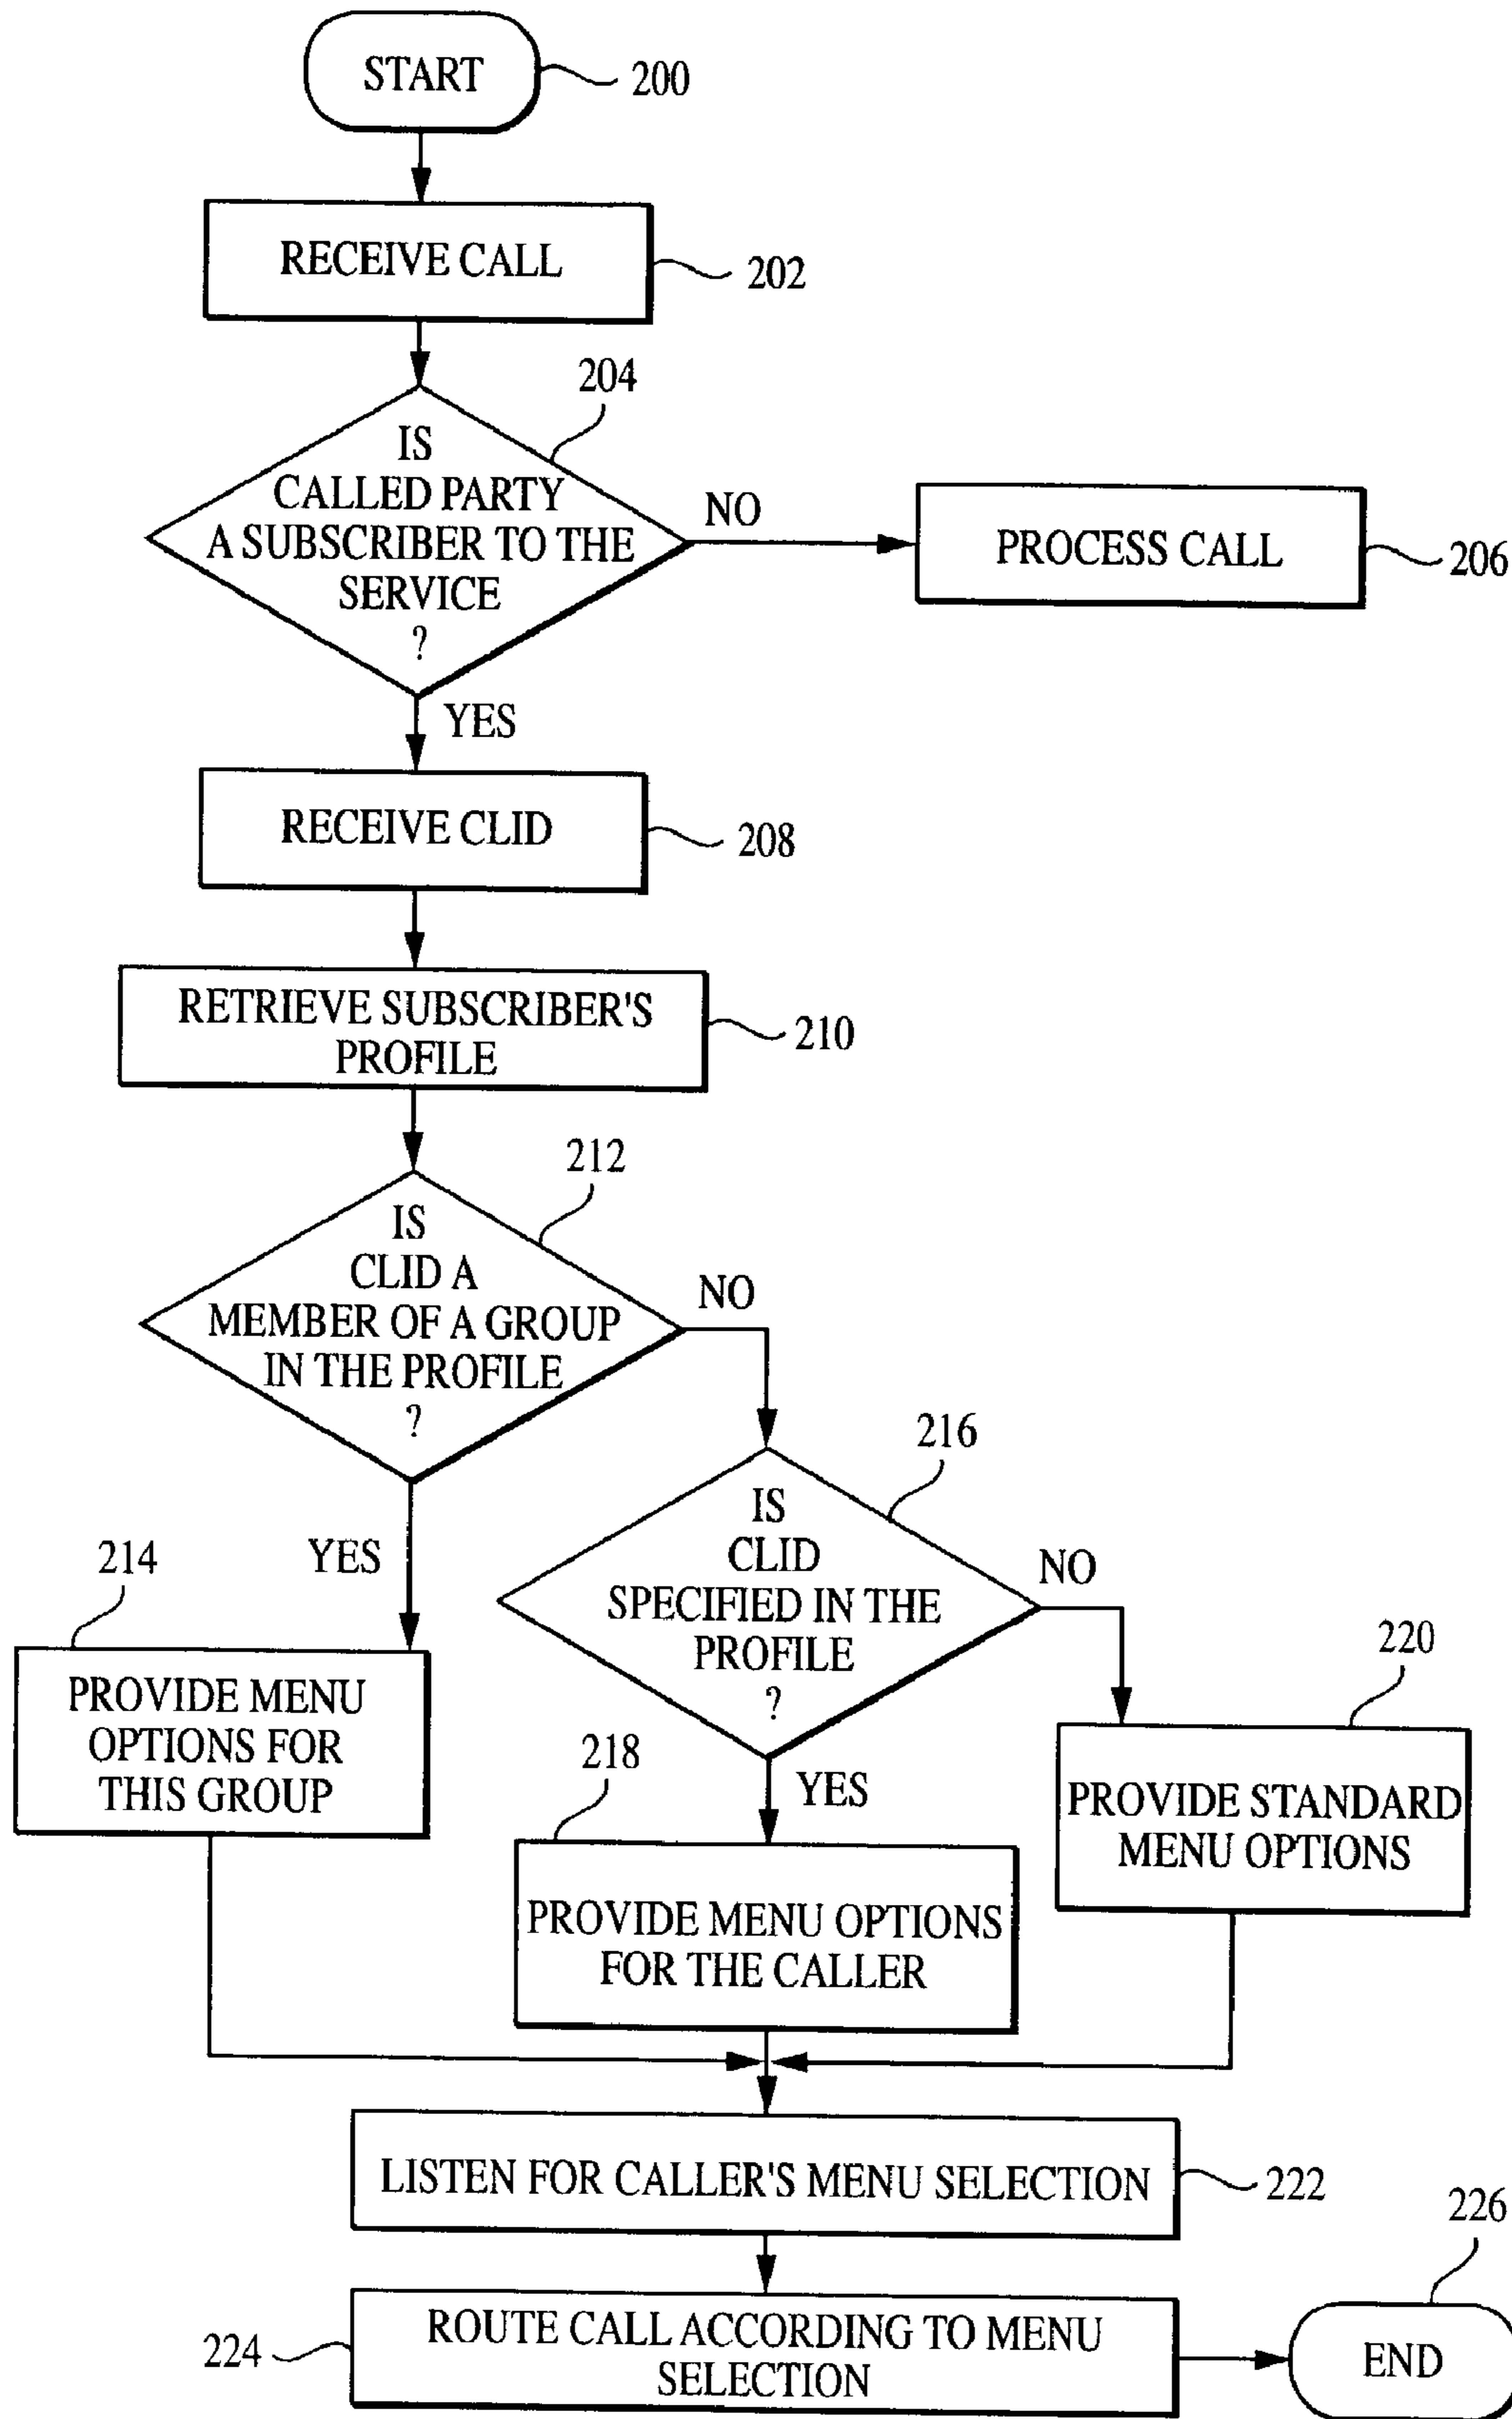 START
200
RECEIVE CALL
202
204
IS
CALLED PARTY
A SUBSCRIBER TO THE
SERVICE
?
NO
PROCESS CALL
206
YES
RECEIVE CLID
208
RETRIEVE SUBSCRIBER'S
PROFILE
210
212
IS
CLID A
MEMBER OF A GROUP
IN THE PROFILE
?
NO
216
IS
CLID
SPECIFIED IN THE
PROFILE
?
NO
YES
214
PROVIDE MENU
OPTIONS FOR
THIS GROUP
218
YES
220
PROVIDE STANDARD
MENU OPTIONS
PROVIDE MENU OPTIONS
FOR THE CALLER
LISTEN FOR CALLER'S MENU SELECTION
222
224
ROUTE CALL ACCORDING TO MENU
SELECTION
226
END